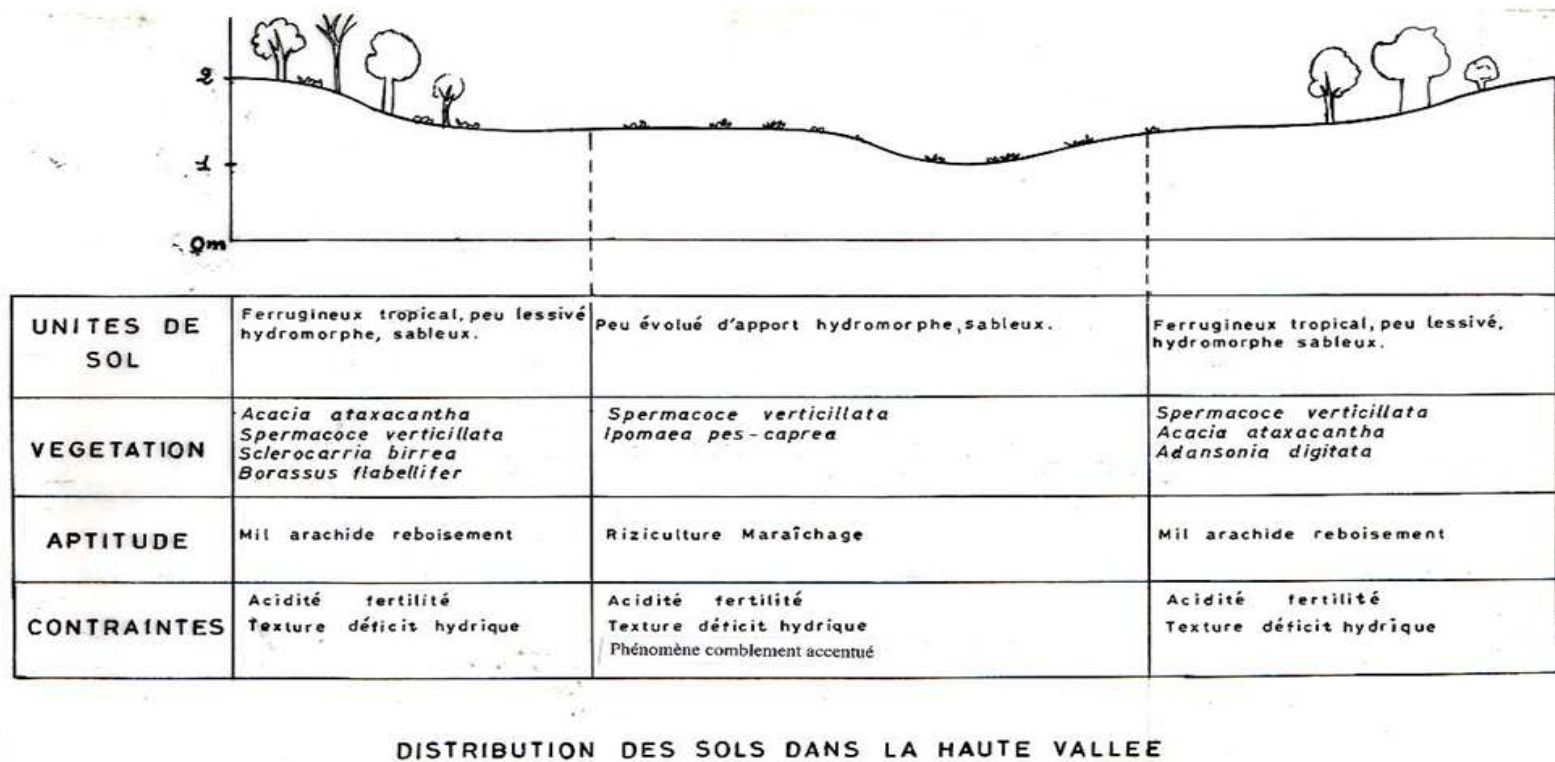 2
1
0m
UNITES DE
SOL
Ferrugineux tropical, peu lessivé
hydromorphe, sableux.
Peu évolué d'apport hydromorphe, sableux.
Ferrugineux tropical, peu lessivé,
hydromorphe sableux.
VEGETATION
Acacia ataxacantha
Spermacoce verticillata
Sclerocarria birrea
Borassus flabellifer
Spermacoce verticillata
ipomaea pes-caprea
Spermacoce verticillata
Acacia ataxacantha
Adansonia digitata
APTITUDE
Mil arachide reboisement
Riziculture Maraîchage
Mil arachide reboisement
CONTRAINTES
Acidité fertilité
Texture déficit hydrique
Acidité fertilité
Texture déficit hydrique
Phénomène comblement accentué
Acidité fertilité
Texture déficit hydrique
DISTRIBUTION DES SOLS DANS LA HAUTE VALLEE